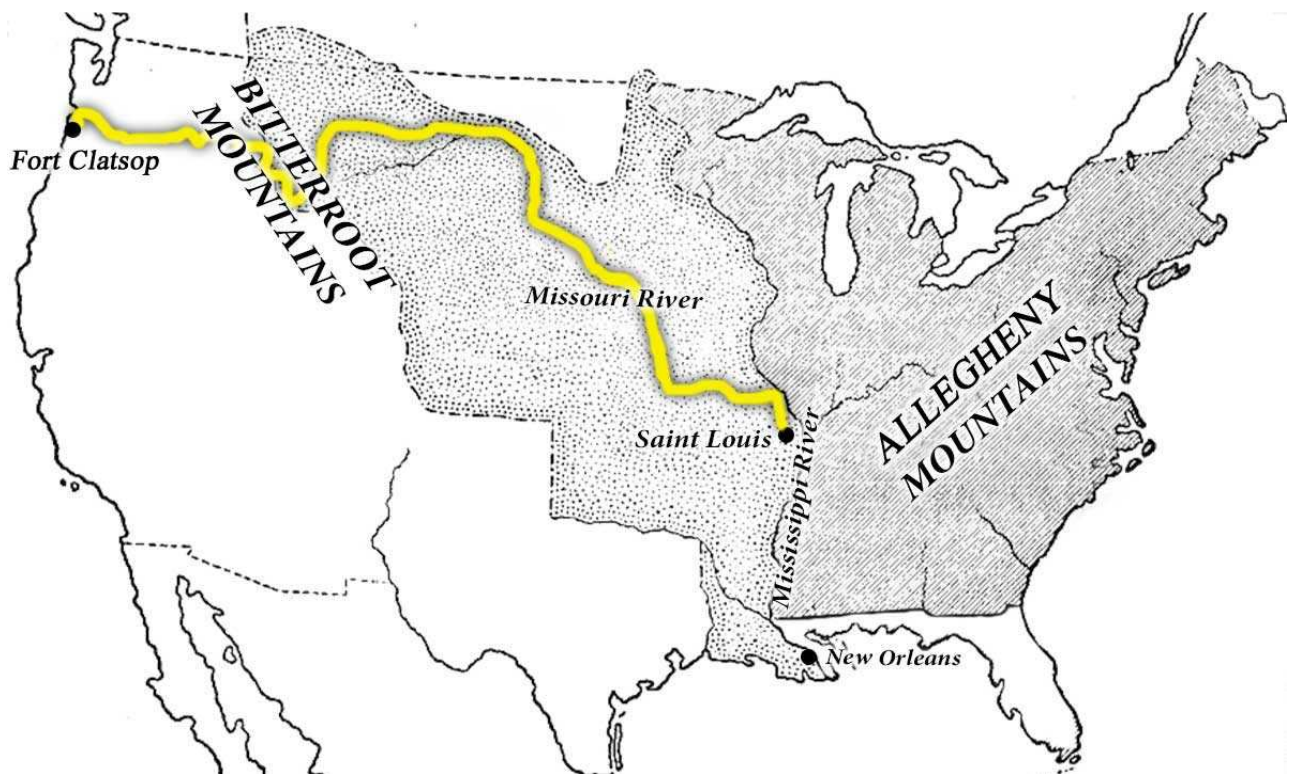 BITTERROOT
MOUNTAINS
Fort Clatsop
Missouri River
ALLEGHENY
MOUNTAINS
Saint Louis
Mississippi River
New Orleans